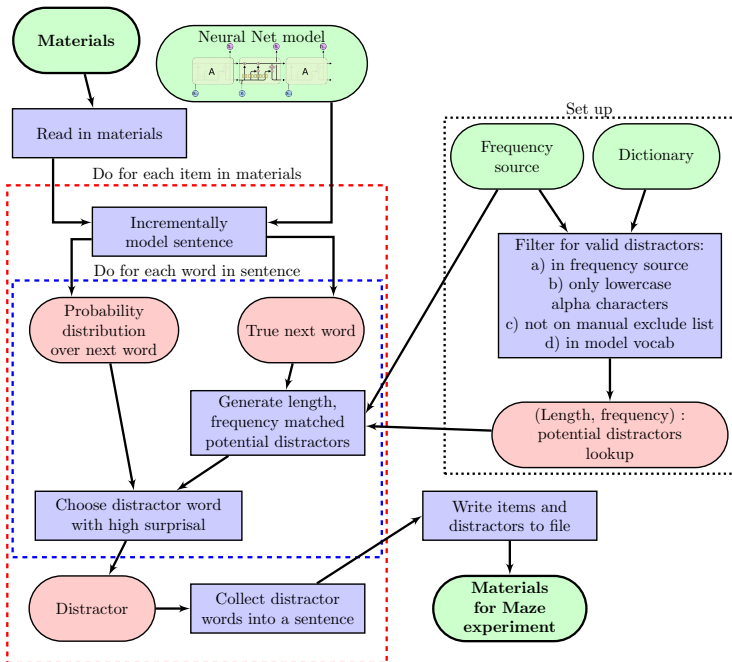 Materials
Neural Net model
A
A
Read in materials
Set up
Frequency
source
Dictionary
Do for each item in materials
Incrementally
model sentence
Filter for valid distractors:
a) in frequency source
b) only lowercase
alpha characters
c) not on manual exclude list
d) in model vocab
Do for each word in sentence
Probability
distribution
over next word
True next word
Generate length,
frequency matched
potential distractors
(Length, frequency) :
potential distractors
lookup
Choose distractor word
with high surprisal
Write items and
distractors to file
Distractor
Collect distractor
words into a sentence
Materials
for Maze
experiment